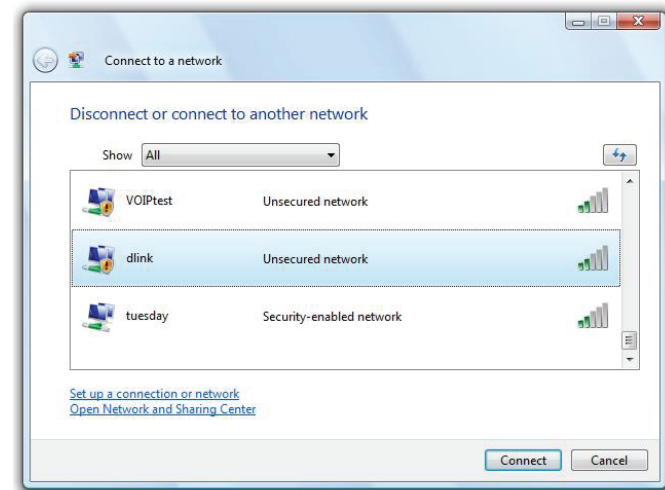 Connect to a network
Disconnect or connect to another network
Show All
VOIPtest Unsecured network
dlink Unsecured network
tuesday Security-enabled network
Set up a connection or network
Open Network and Sharing Center
Connect Cancel